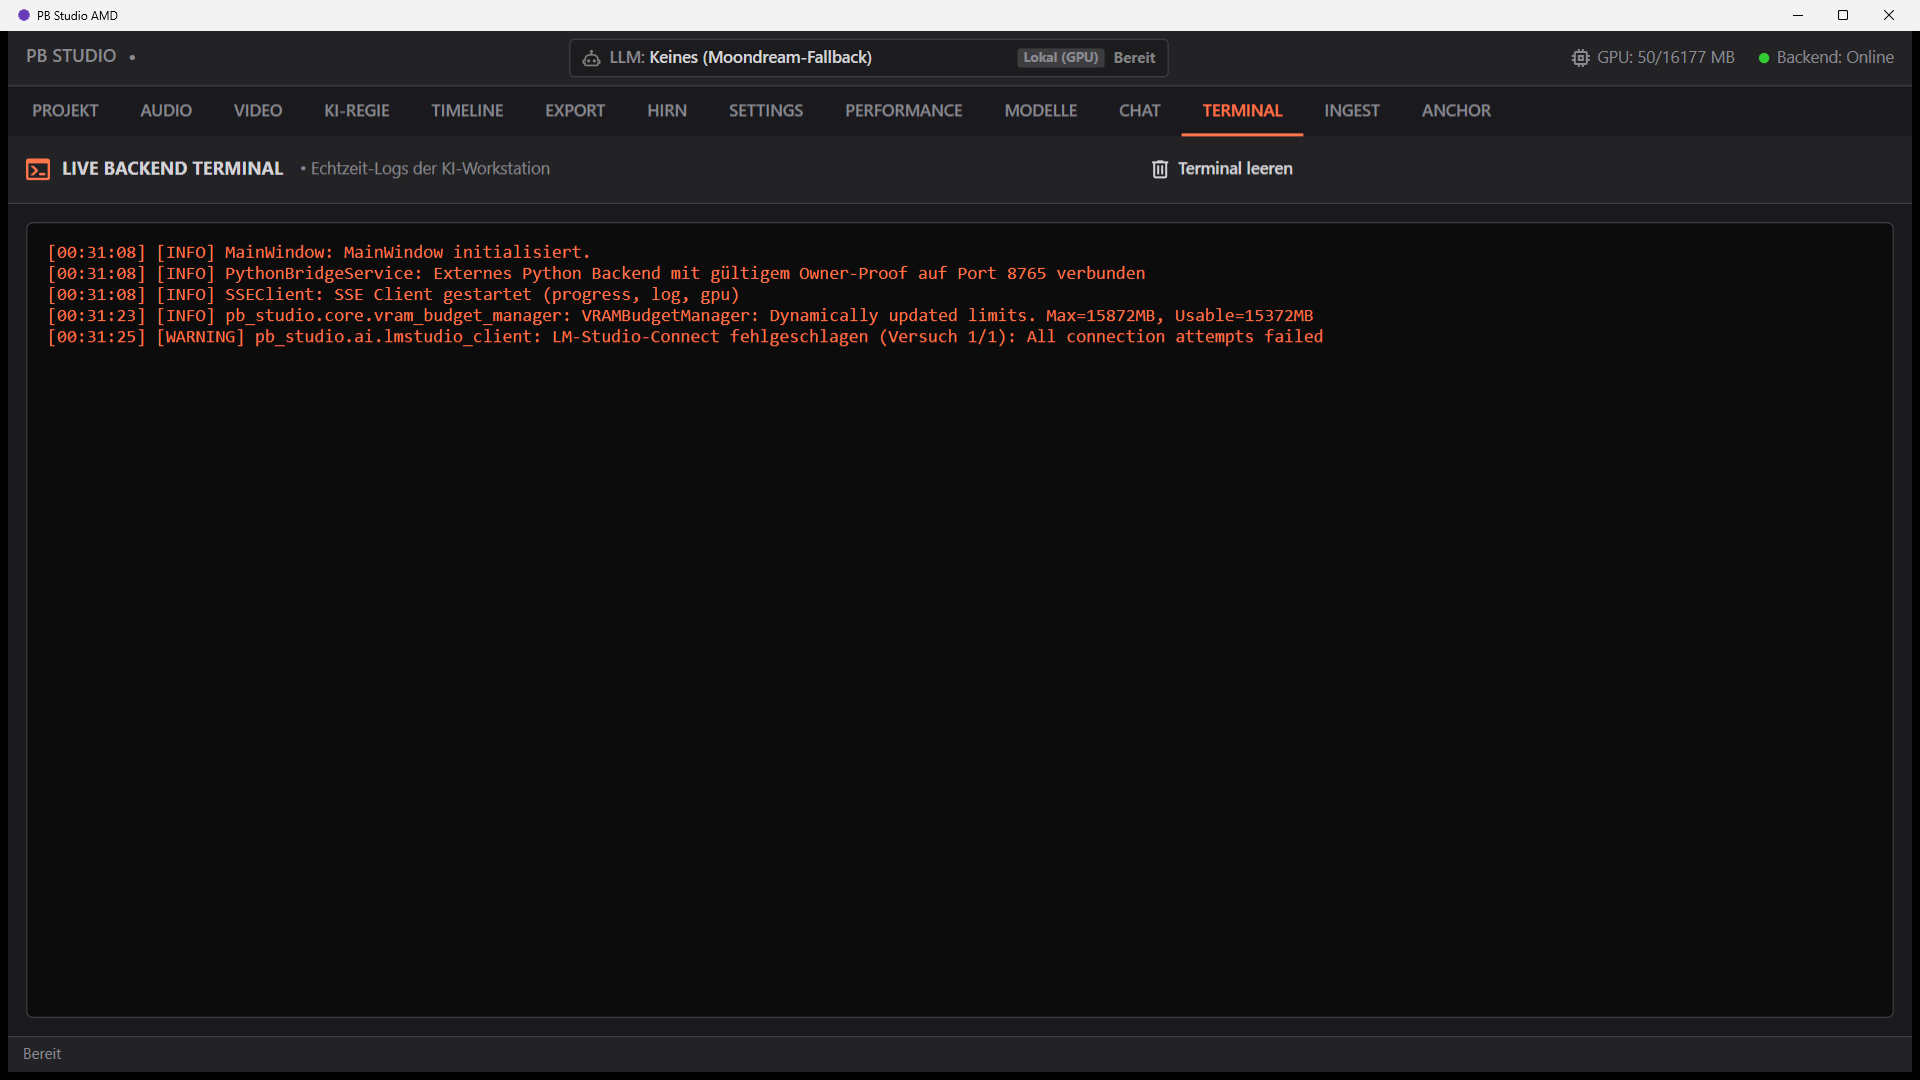 PB Studio AMD
PB STUDIO •
LLM: Keines (Moondream-Fallback) Lokal (GPU) Bereit
GPU: 50/16177 MB Backend: Online
PROJEKT AUDIO VIDEO KI-REGIE TIMELINE EXPORT HIRN SETTINGS PERFORMANCE MODELLE CHAT TERMINAL INGEST ANCHOR
LIVE BACKEND TERMINAL • Echtzeit-Logs der KI-Workstation Terminal leeren
[00:31:08] [INFO] MainWindow: MainWindow initialisiert.
[00:31:08] [INFO] PythonBridgeService: Externes Python Backend mit gültigem Owner-Proof auf Port 8765 verbunden
[00:31:08] [INFO] SSEClient: SSE Client gestartet (progress, log, gpu)
[00:31:23] [INFO] pb_studio.core.vram_budget_manager: VRAMBudgetManager: Dynamically updated limits. Max=15872MB, Usable=15372MB
[00:31:25] [WARNING] pb_studio.ai.lmstudio_client: LM-Studio-Connect fehlgeschlagen (Versuch 1/1): All connection attempts failed
Bereit